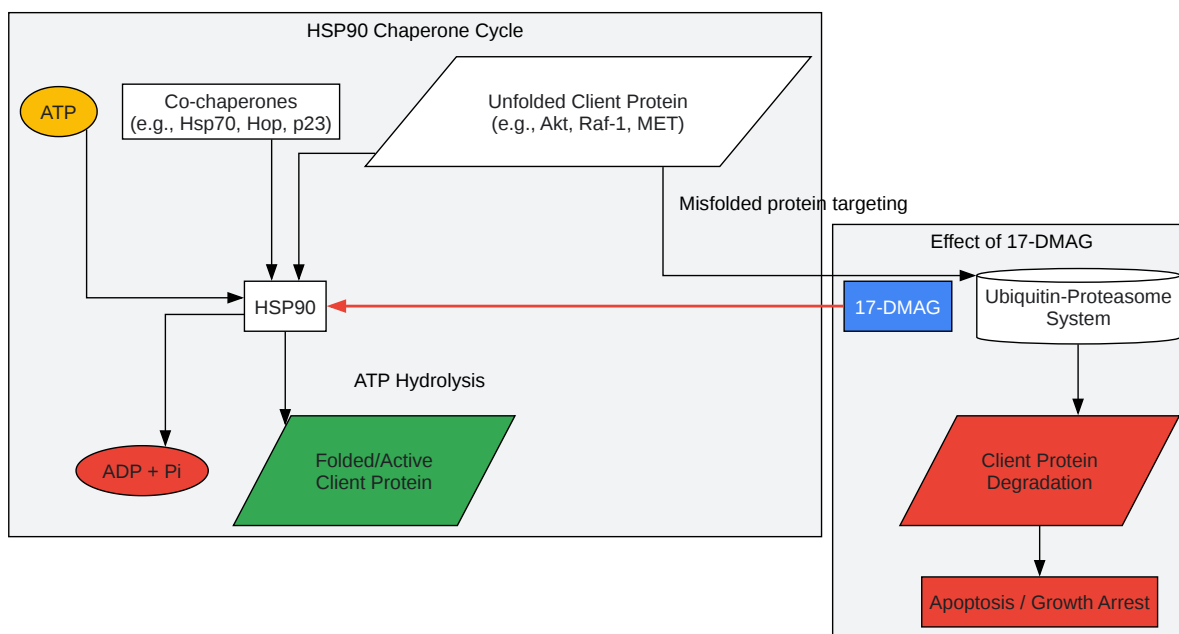 HSP90 Chaperone Cycle
ATP
Co-chaperones
(e.g., Hsp70, Hop, p23)
Unfolded Client Protein
(e.g., Akt, Raf-1, MET)
Misfolded protein targeting
Effect of 17-DMAG
HSP90
17-DMAG
Ubiquitin-Proteasome
System
ATP Hydrolysis
ADP + Pi
Folded/Active
Client Protein
Client Protein
Degradation
Apoptosis / Growth Arrest